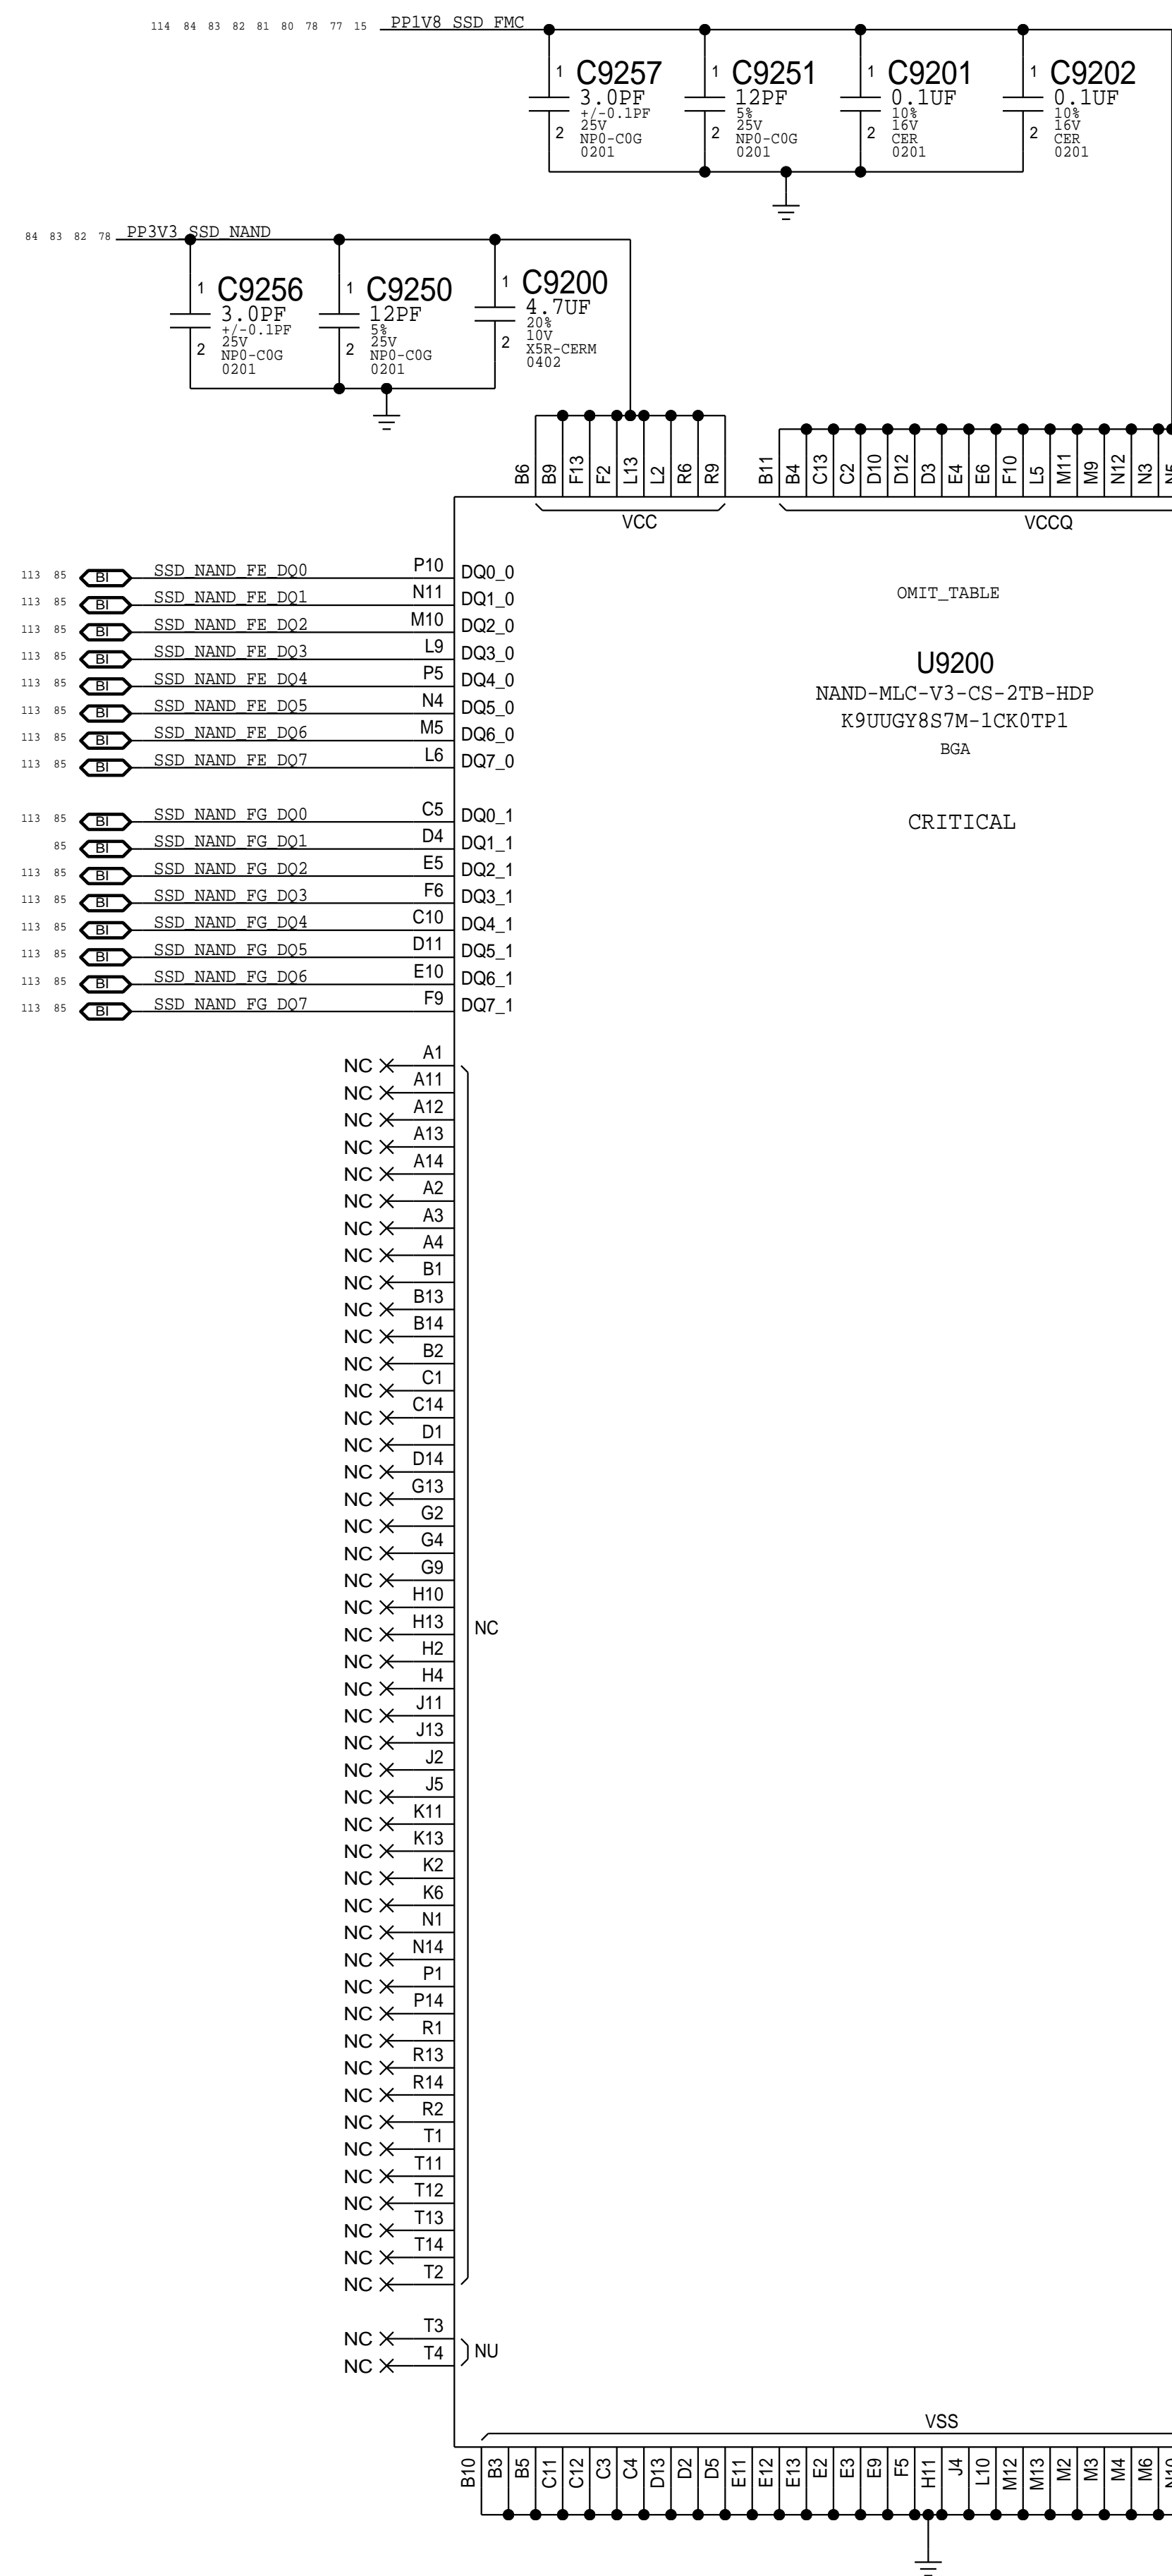 114 84 83 82 81 80 78 77 15 PP1V8_SSD_FMC
1 C9257 1 C9251 1 C9201 1 C9202
3.0PF 12PF 0.1UF 0.1UF
+/-0.1PF 5% 10% 10%
2 25V 2 25V 2 16V 2 16V
NP0-C0G NP0-C0G CER CER
0201 0201 0201 0201
84 83 82 78 PP3V3_SSD_NAND
1 C9256 1 C9250 1 C9200
3.0PF 12PF 4.7UF
+/-0.1PF 5% 20%
2 25V 2 25V 2 10V
NP0-C0G NP0-C0G X5R-CERM
0201 0201 0402
B6 B9 F13 F2 L13 L2 R6 R9 B11 B4 C13 C2 D10 D12 D3 E4 E6 F10 L5 M11 M9 N12 N3 N5
VCC VCCQ
113 85 BI SSD_NAND_FE_DQ0 P10 DQ0_0
113 85 BI SSD_NAND_FE_DQ1 N11 DQ1_0
113 85 BI SSD_NAND_FE_DQ2 M10 DQ2_0
113 85 BI SSD_NAND_FE_DQ3 L9 DQ3_0
113 85 BI SSD_NAND_FE_DQ4 P5 DQ4_0
113 85 BI SSD_NAND_FE_DQ5 N4 DQ5_0
113 85 BI SSD_NAND_FE_DQ6 M5 DQ6_0
113 85 BI SSD_NAND_FE_DQ7 L6 DQ7_0
OMIT_TABLE
U9200
NAND-MLC-V3-CS-2TB-HDP
K9UUGY8S7M-1CK0TP1
BGA
CRITICAL
113 85 BI SSD_NAND_FG_DQ0 C5 DQ0_1
85 BI SSD_NAND_FG_DQ1 D4 DQ1_1
113 85 BI SSD_NAND_FG_DQ2 E5 DQ2_1
113 85 BI SSD_NAND_FG_DQ3 F6 DQ3_1
113 85 BI SSD_NAND_FG_DQ4 C10 DQ4_1
113 85 BI SSD_NAND_FG_DQ5 D11 DQ5_1
113 85 BI SSD_NAND_FG_DQ6 E10 DQ6_1
113 85 BI SSD_NAND_FG_DQ7 F9 DQ7_1
NC A1
NC A11
NC A12
NC A13
NC A14
NC A2
NC A3
NC A4
NC B1
NC B13
NC B14
NC B2
NC C1
NC C14
NC D1
NC D14
NC G13
NC G2
NC G4
NC G9
NC H10
NC H13 NC
NC H2
NC H4
NC J11
NC J13
NC J2
NC J5
NC K11
NC K13
NC K2
NC K6
NC N1
NC N14
NC P1
NC P14
NC R1
NC R13
NC R14
NC R2
NC T1
NC T11
NC T12
NC T13
NC T14
NC T2
NC T3
NC T4 NU
VSS
B10 B3 B5 C11 C12 C3 C4 D13 D2 D5 E11 E12 E13 E2 E3 E9 F5 H11 J4 L10 M12 M13 M2 M3 M4 M6 N10